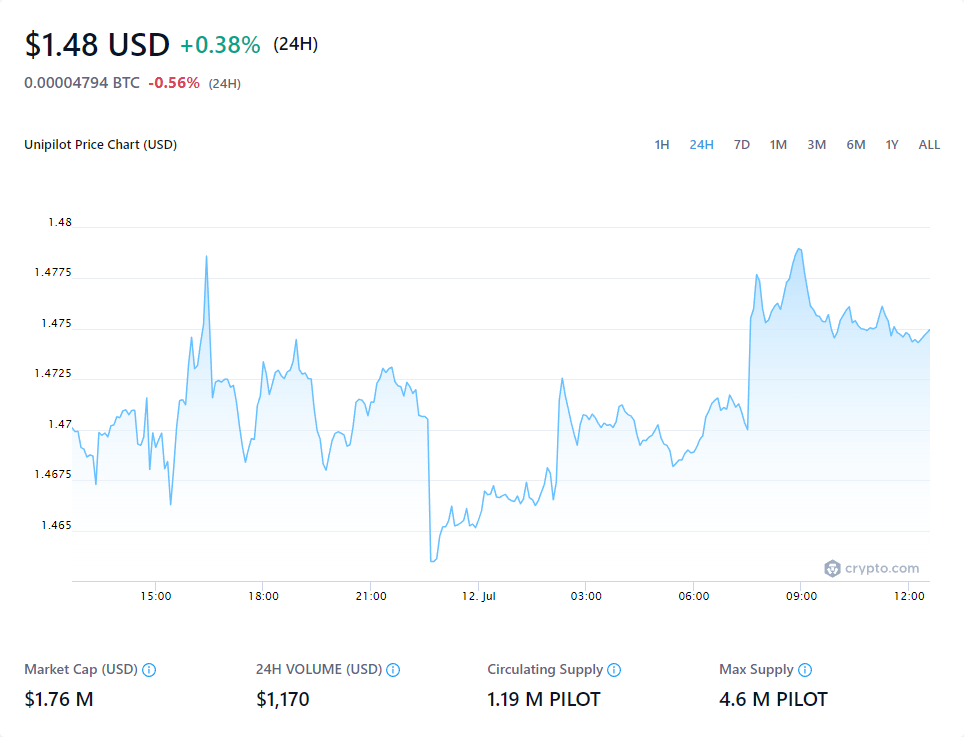 $1.48 USD +0.38% (24H)
0.00004794 BTC -0.56% (24H)
Unipilot Price Chart (USD) 1H 24H 7D 1M 3M 6M 1Y ALL
1.48
1.4775
1.475
1.4725
1.47
1.4675
1.465
crypto.com
15:00 18:00 21:00 12. Jul 03:00 06:00 09:00 12:00
Market Cap (USD) 24H VOLUME (USD) Circulating Supply Max Supply
$1.76 M $1,170 1.19 M PILOT 4.6 M PILOT